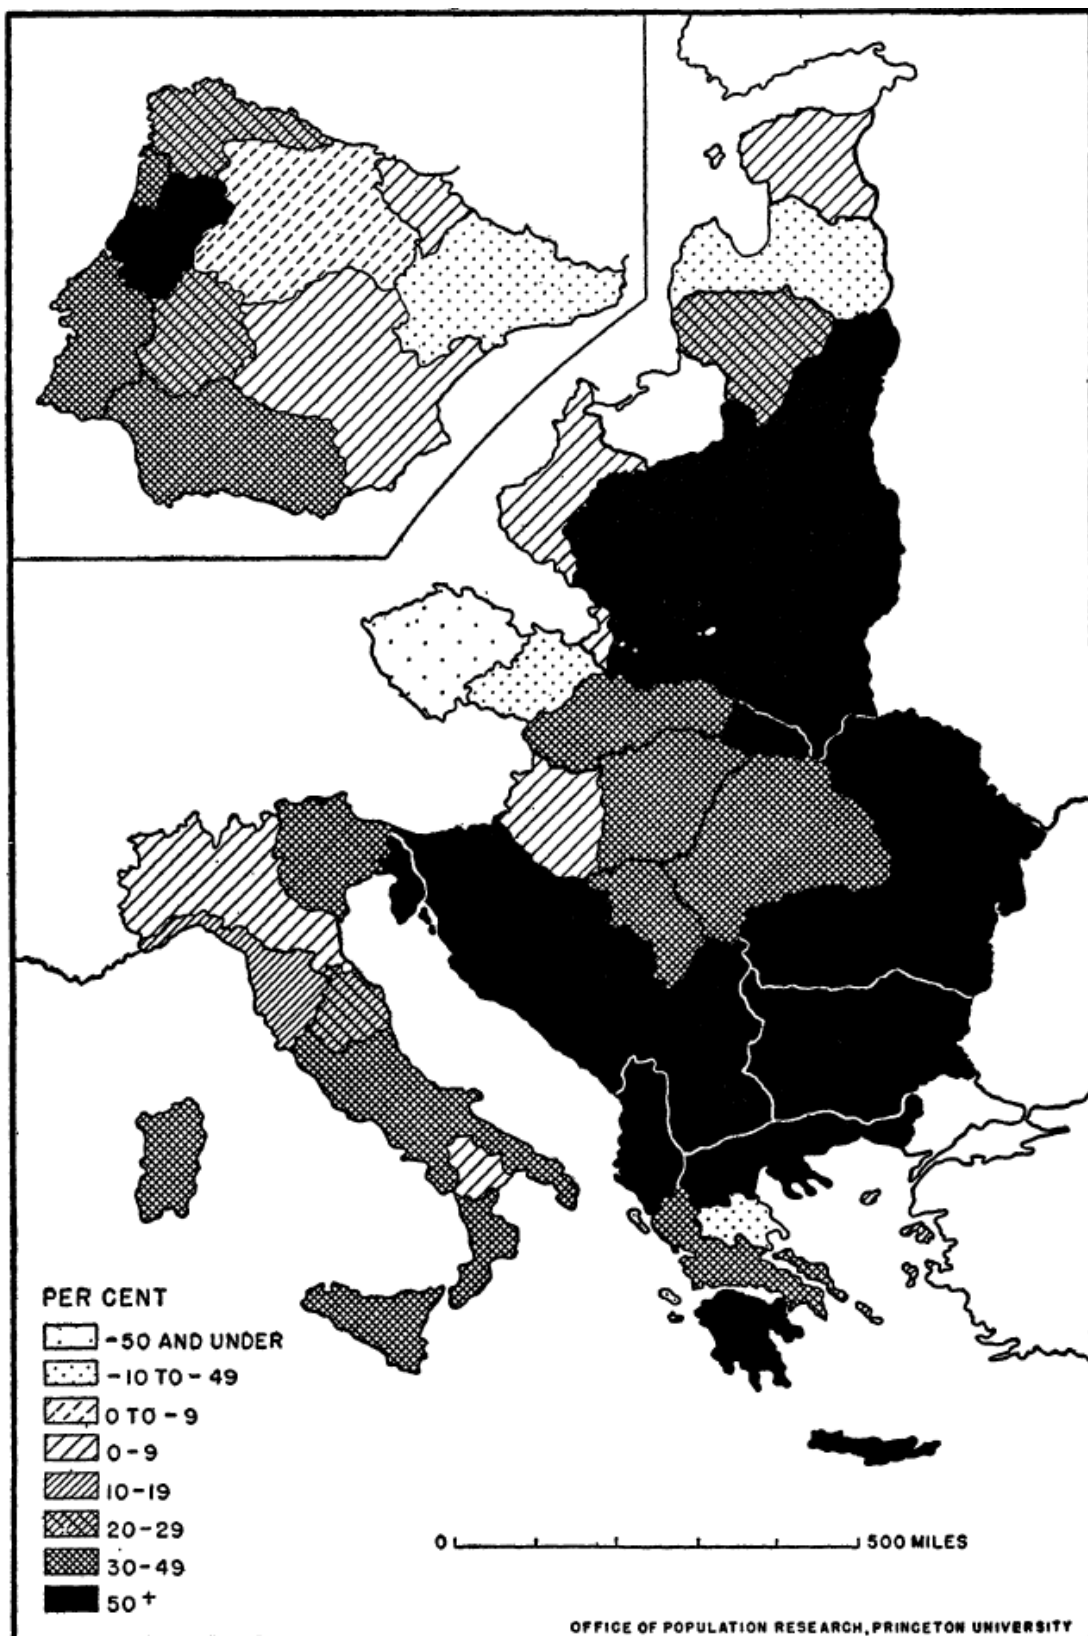 PER CENT
-50 AND UNDER
-10 TO -49
0 TO -9
0-9
10-19
20-29
30-49
50+
0 500 MILES
OFFICE OF POPULATION RESEARCH, PRINCETON UNIVERSITY